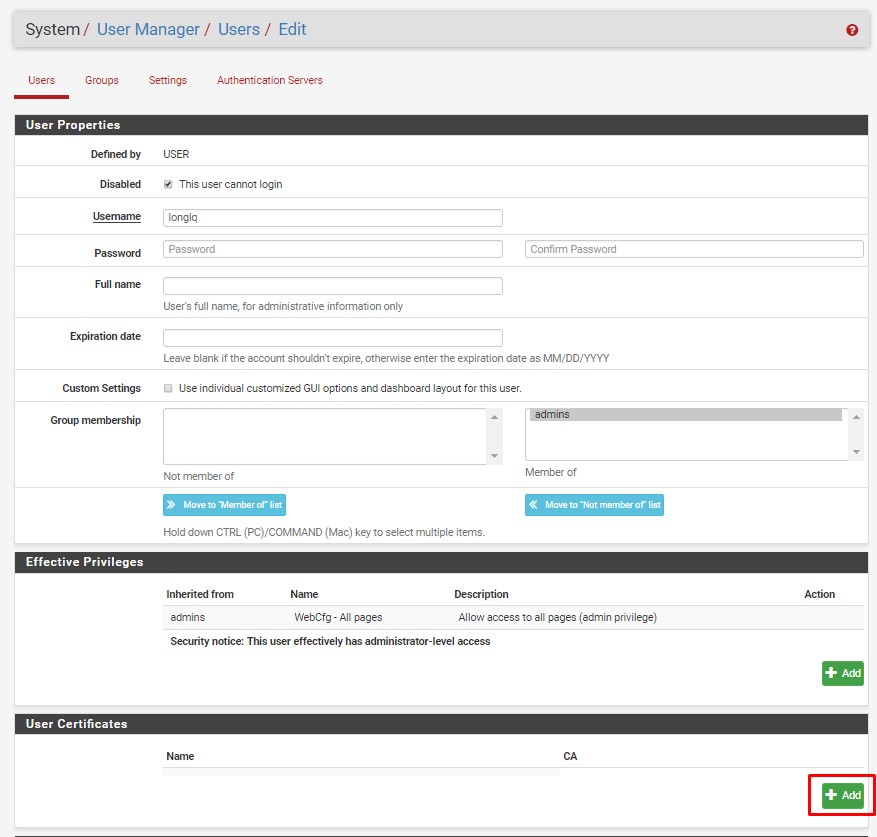 System / User Manager / Users / Edit
Users Groups Settings Authentication Servers
User Properties
Defined by USER
Disabled This user cannot login
Username longlq
Password Password Confirm Password
Full name
User's full name, for administrative information only
Expiration date
Leave blank if the account shouldn't expire, otherwise enter the expiration date as MM/DD/YYYY
Custom Settings Use individual customized GUI options and dashboard layout for this user.
Group membership admins
Not member of Member of
Move to "Member of" list Move to "Not member of" list
Hold down CTRL (PC)/COMMAND (Mac) key to select multiple items.
Effective Privileges
Inherited from Name Description Action
admins WebCfg - All pages Allow access to all pages (admin privilege)
Security notice: This user effectively has administrator-level access
Add
User Certificates
Name CA
Add